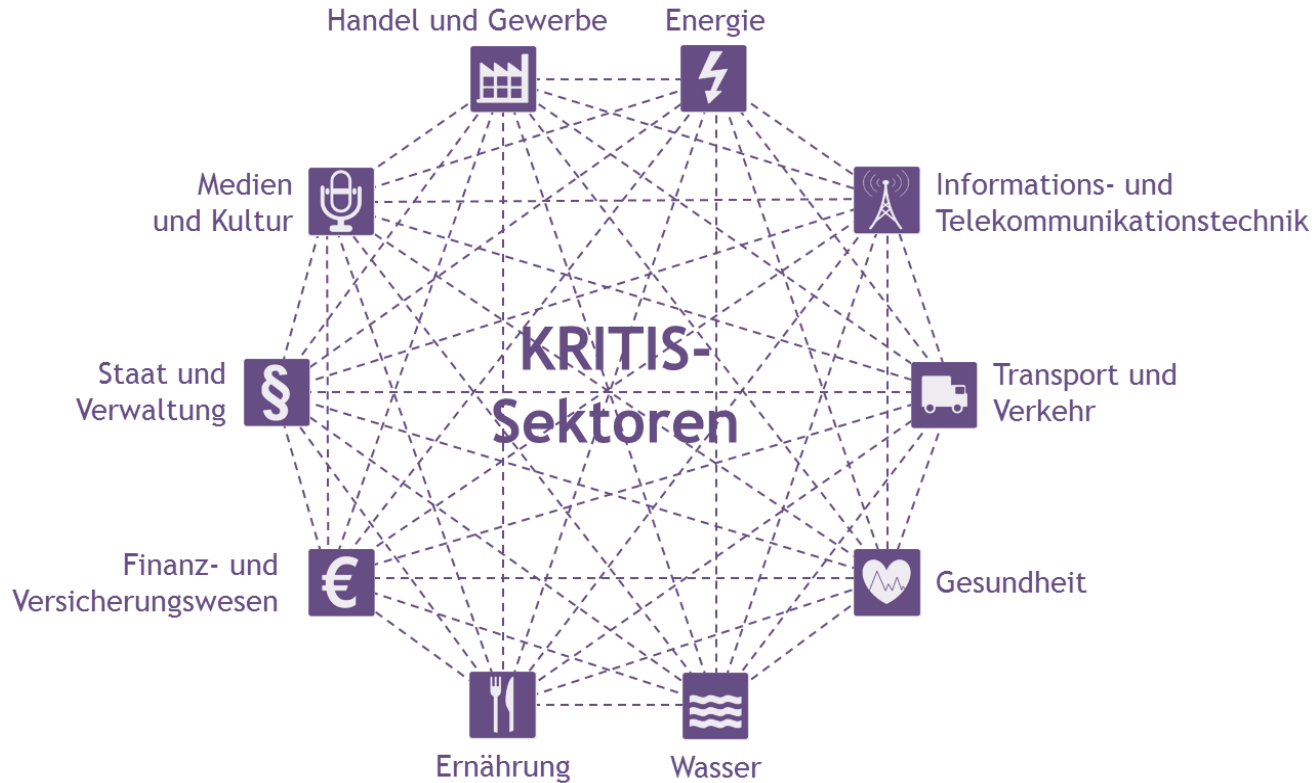 Handel und Gewerbe
Energie
Medien
und Kultur
Informations- und
Telekommunikationstechnik
KRITIS-
Sektoren
Staat und
Verwaltung
§
Transport und
Verkehr
Finanz- und
Versicherungswesen
€
Gesundheit
Ernährung
Wasser